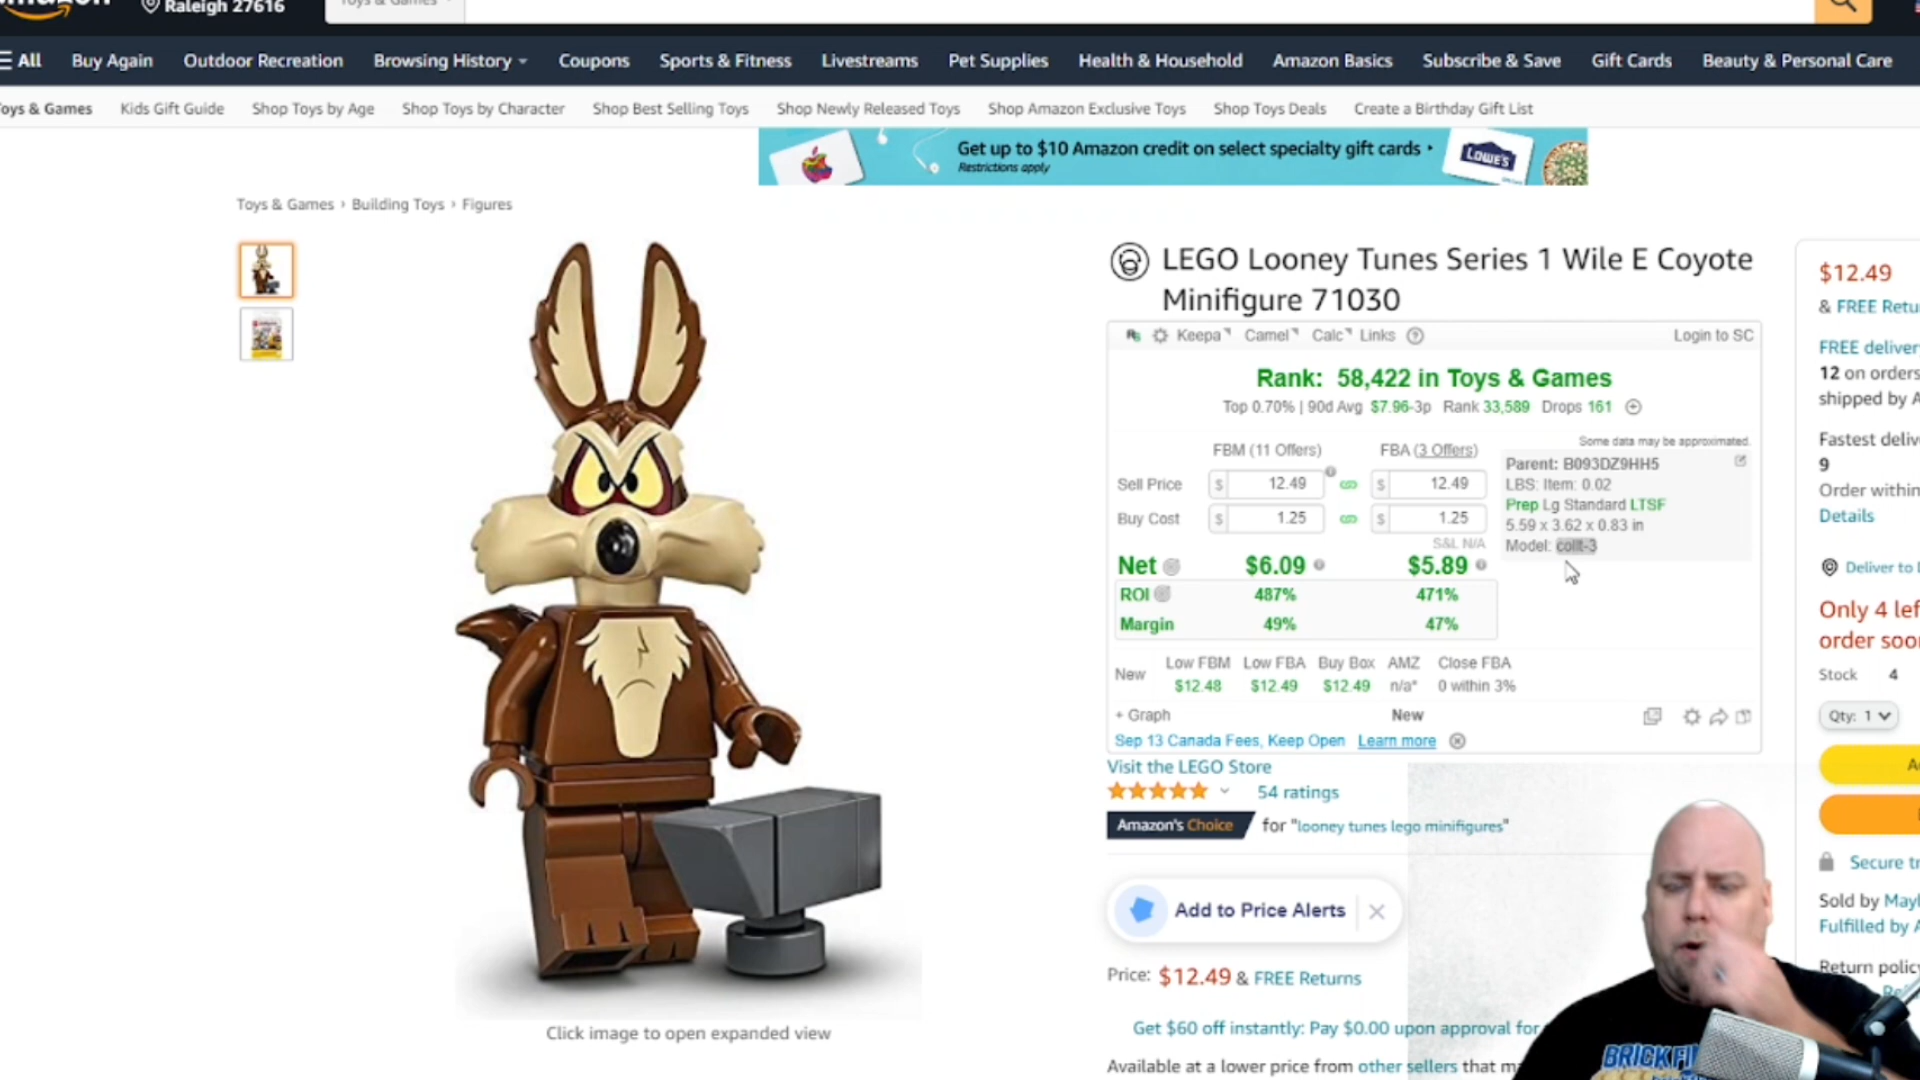 Raleigh 27616
Toys & Games
All Buy Again Outdoor Recreation Browsing History Coupons Sports & Fitness Livestreams Pet Supplies Health & Household Amazon Basics Subscribe & Save Gift Cards Beauty & Personal Care
oys & Games Kids Gift Guide Shop Toys by Age Shop Toys by Character Shop Best Selling Toys Shop Newly Released Toys Shop Amazon Exclusive Toys Shop Toys Deals Create a Birthday Gift List
Get up to $10 Amazon credit on select specialty gift cards
Restrictions apply
LOWE'S
Toys & Games › Building Toys › Figures
LEGO Looney Tunes Series 1 Wile E Coyote
Minifigure 71030
Keepa Camel Calc Links Login to SC
Rank: 58,422 in Toys & Games
Top 0.70% | 90d Avg $7.96-3p Rank 33,589 Drops 161
Some data may be approximated.
FBM (11 Offers) FBA (3 Offers)
Sell Price $ 12.49 $ 12.49
Buy Cost $ 1.25 $ 1.25
S&L N/A
Net $6.09 $5.89
ROI 487% 471%
Margin 49% 47%
Parent: B093DZ9HH5
LBS: Item: 0.02
Prep Lg Standard LTSF
5.59 x 3.62 x 0.83 in
Model: collt-3
Low FBM Low FBA Buy Box AMZ Close FBA
New $12.48 $12.49 $12.49 n/a* 0 within 3%
+ Graph New
Sep 13 Canada Fees, Keep Open Learn more
Visit the LEGO Store
54 ratings
Amazon's Choice for "looney tunes lego minifigures"
Add to Price Alerts
Price: $12.49 & FREE Returns
Get $60 off instantly: Pay $0.00 upon approval for
Available at a lower price from other sellers that m
Click image to open expanded view
$12.49
& FREE Retu
FREE deliver
12 on orders
shipped by A
Fastest deliv
9
Order within
Details
Deliver to
Only 4 lef
order soo
Stock 4
Qty: 1
Secure tr
Sold by Mayl
Fulfilled by A
Return polic
BRICK FI